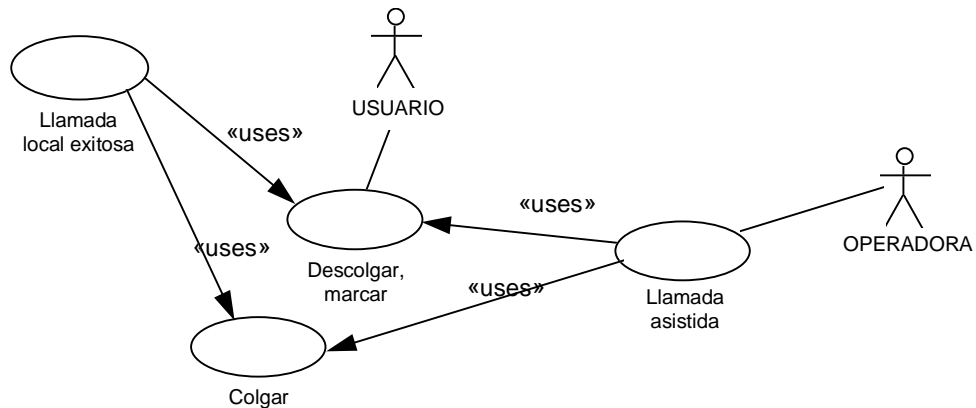 USUARIO
Llamada
local exitosa
«uses»
OPERADORA
«uses»
«uses»
Descolgar,
marcar
«uses»
Llamada
asistida
Colgar